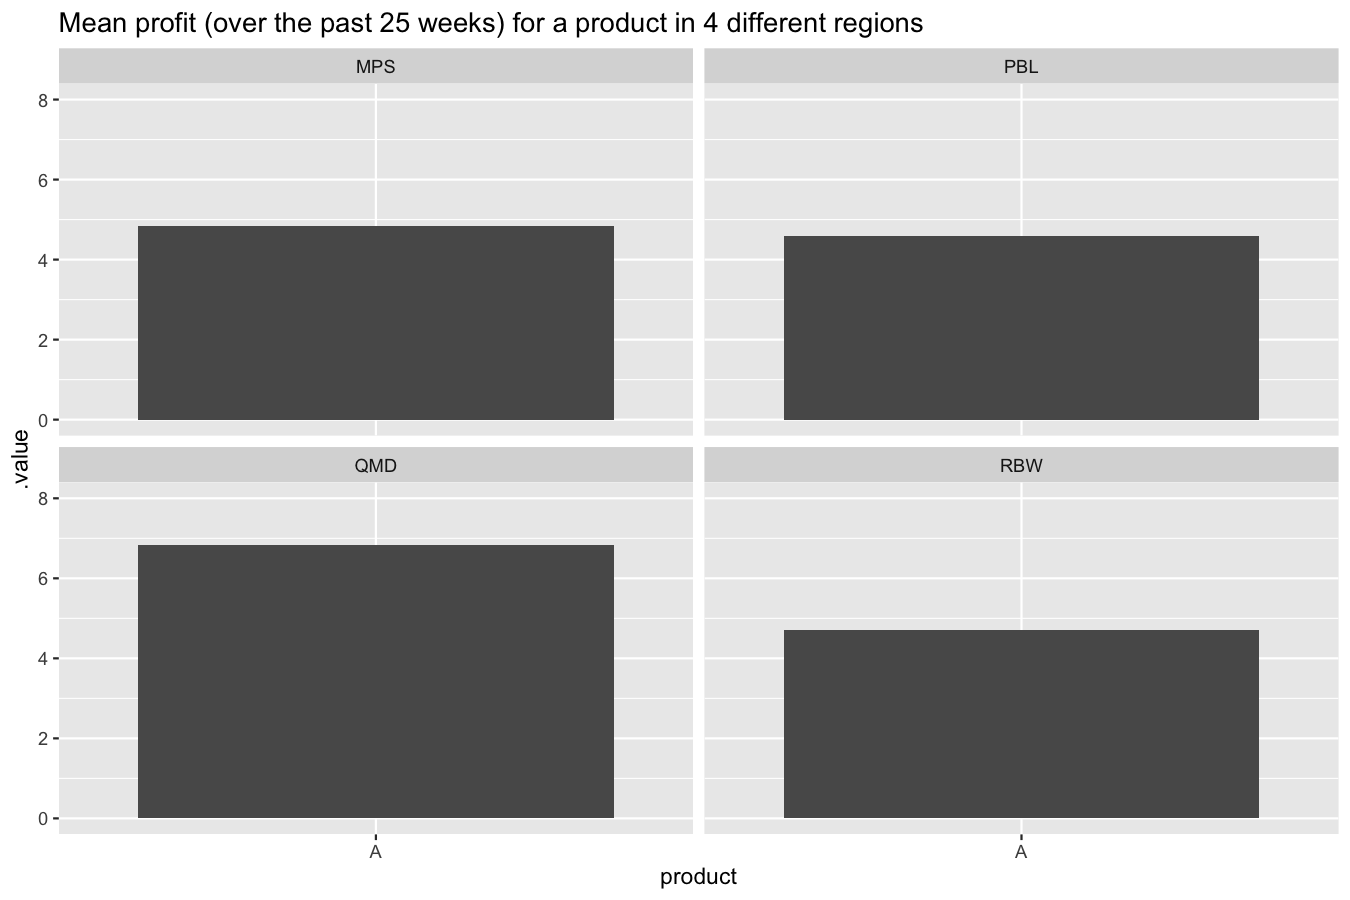 Mean profit (over the past 25 weeks) for a product in 4 different regions
MPS
PBL
8
6
4
2
0
QMD
RBW
8
6
4
2
0
.value
A
A
product